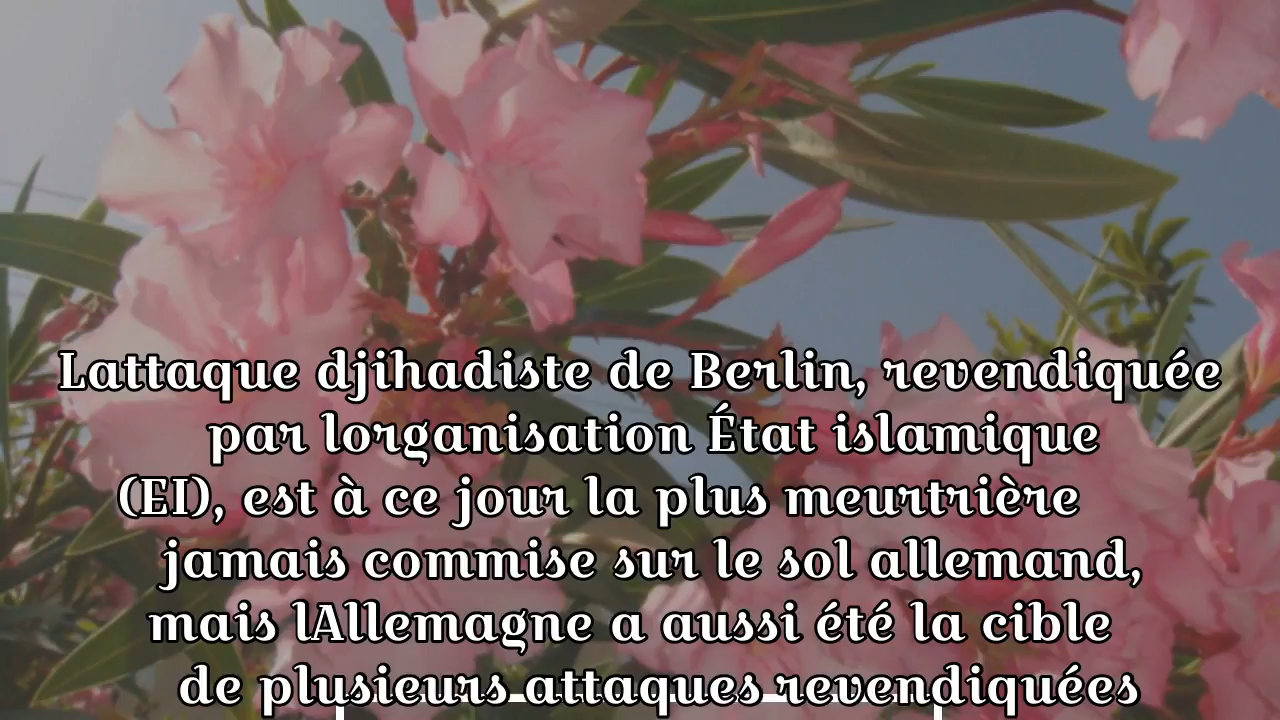 Lattaque djihadiste de Berlin, revendiquée
par lorganisation État islamique
(EI), est à ce jour la plus meurtrière
jamais commise sur le sol allemand,
mais lAllemagne a aussi été la cible
de plusieurs attaques revendiquées